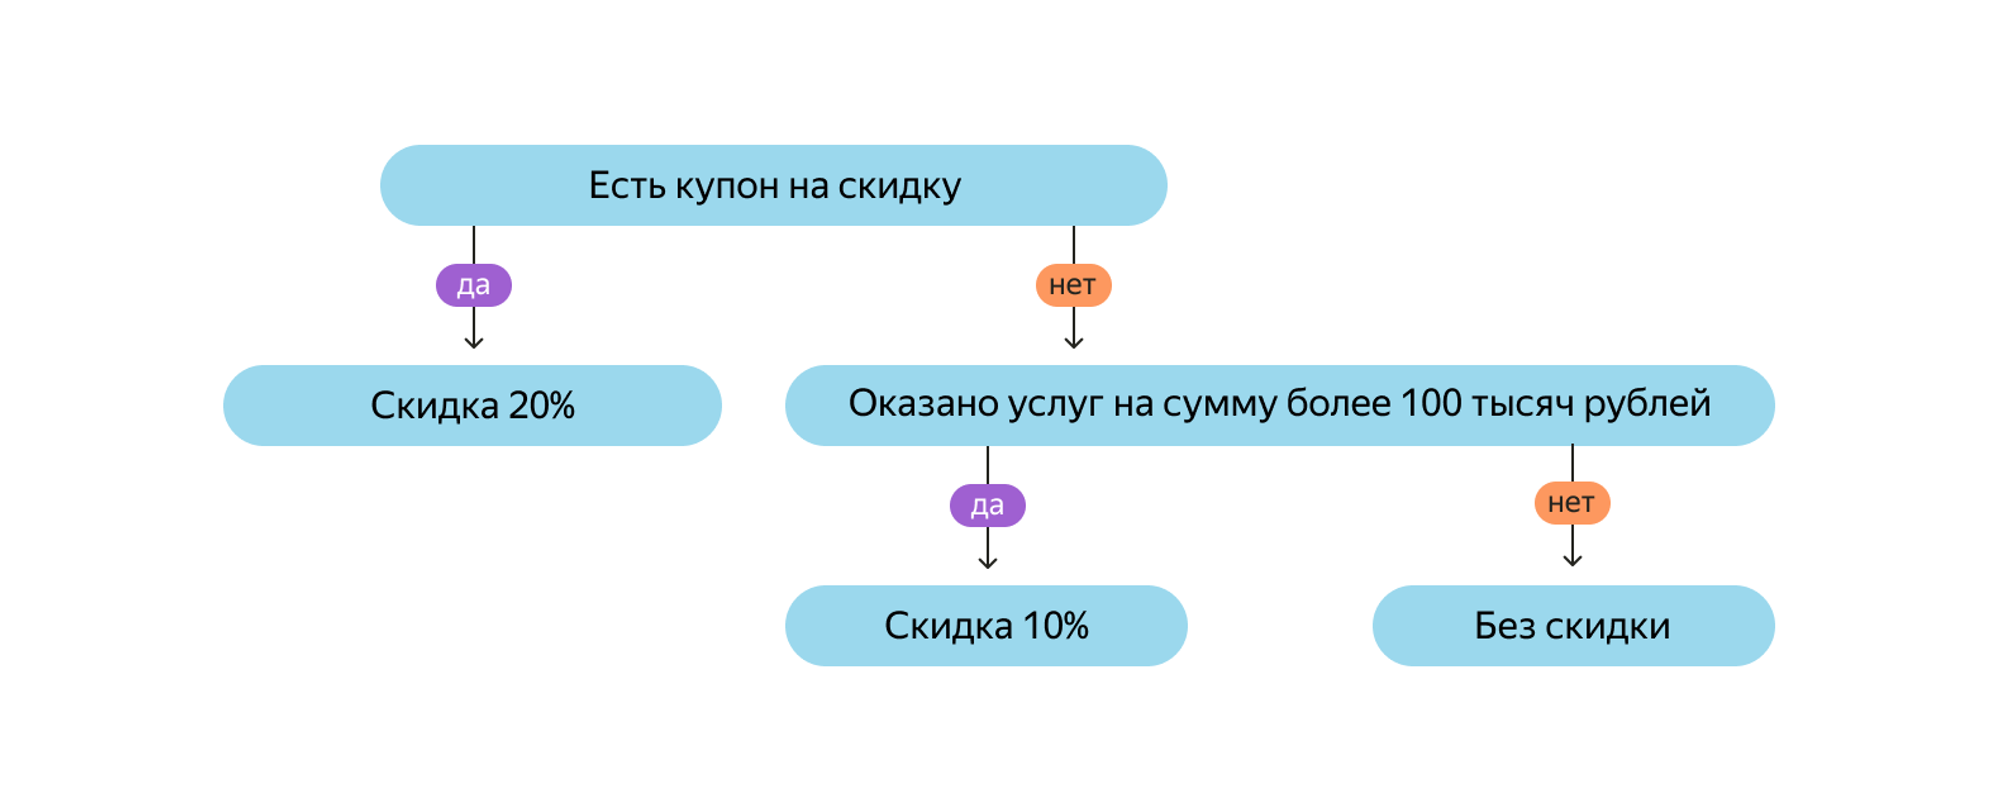 Есть купон на скидку
да
нет
Скидка 20%
Оказано услуг на сумму более 100 тысяч рублей
да
нет
Скидка 10%
Без скидки